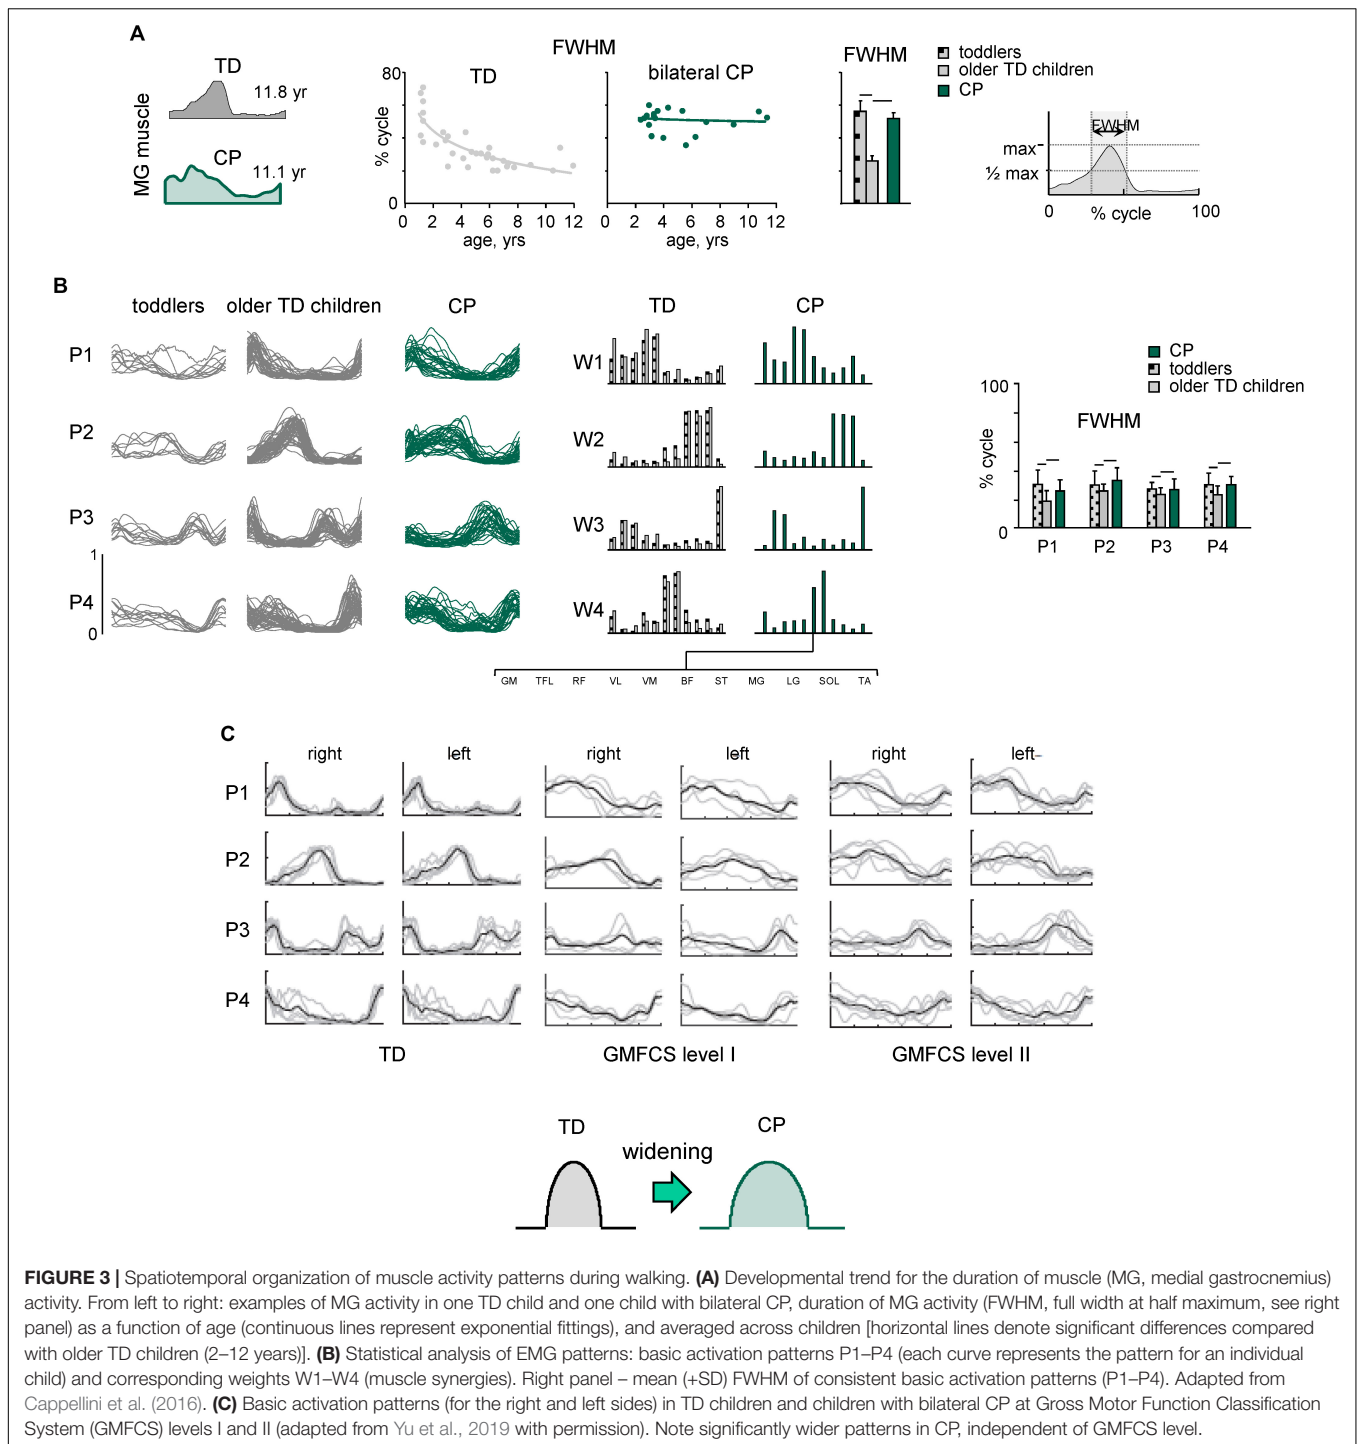 A
TD
11.8 yr
CP
11.1 yr
MG muscle
FWHM
TD
bilateral CP
% cycle
80
40
0
0 2 4 6 8 10 12
age, yrs
0 2 4 6 8 10 12
age, yrs
FWHM
toddlers
older TD children
CP
FWHM
max
½ max
0 100
% cycle
B
toddlers older TD children CP TD CP
P1 W1
P2 W2
P3 W3
1
P4 W4
0
GM TFL RF VL VM BF ST MG LG SOL TA
CP
toddlers
older TD children
FWHM
% cycle
100
0
P1 P2 P3 P4
C
right left right left right left
P1
P2
P3
P4
TD GMFCS level I GMFCS level II
TD CP
widening
FIGURE 3 | Spatiotemporal organization of muscle activity patterns during walking. (A) Developmental trend for the duration of muscle (MG, medial gastrocnemius)
activity. From left to right: examples of MG activity in one TD child and one child with bilateral CP, duration of MG activity (FWHM, full width at half maximum, see right
panel) as a function of age (continuous lines represent exponential fittings), and averaged across children [horizontal lines denote significant differences compared
with older TD children (2–12 years)]. (B) Statistical analysis of EMG patterns: basic activation patterns P1–P4 (each curve represents the pattern for an individual
child) and corresponding weights W1–W4 (muscle synergies). Right panel – mean (+SD) FWHM of consistent basic activation patterns (P1–P4). Adapted from
Cappellini et al. (2016). (C) Basic activation patterns (for the right and left sides) in TD children and children with bilateral CP at Gross Motor Function Classification
System (GMFCS) levels I and II (adapted from Yu et al., 2019 with permission). Note significantly wider patterns in CP, independent of GMFCS level.